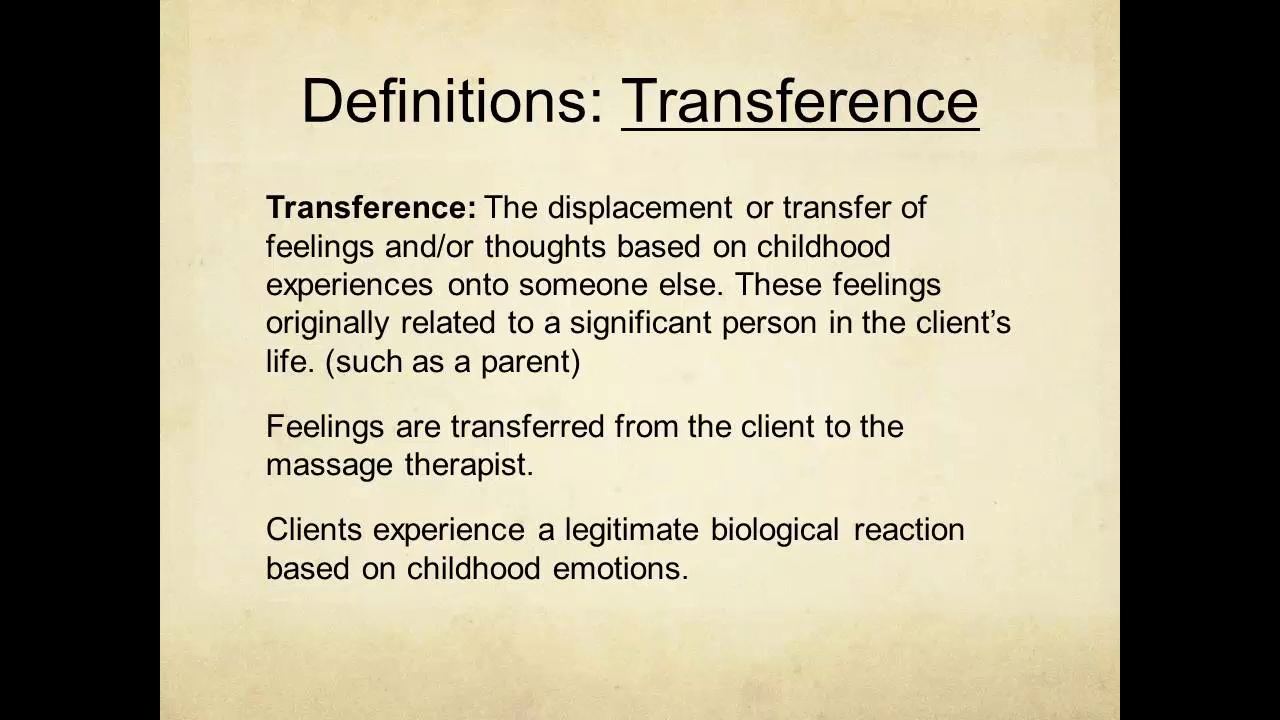 Definitions: Transference
Transference: The displacement or transfer of
feelings and/or thoughts based on childhood
experiences onto someone else. These feelings
originally related to a significant person in the client’s
life. (such as a parent)
Feelings are transferred from the client to the
massage therapist.
Clients experience a legitimate biological reaction
based on childhood emotions.